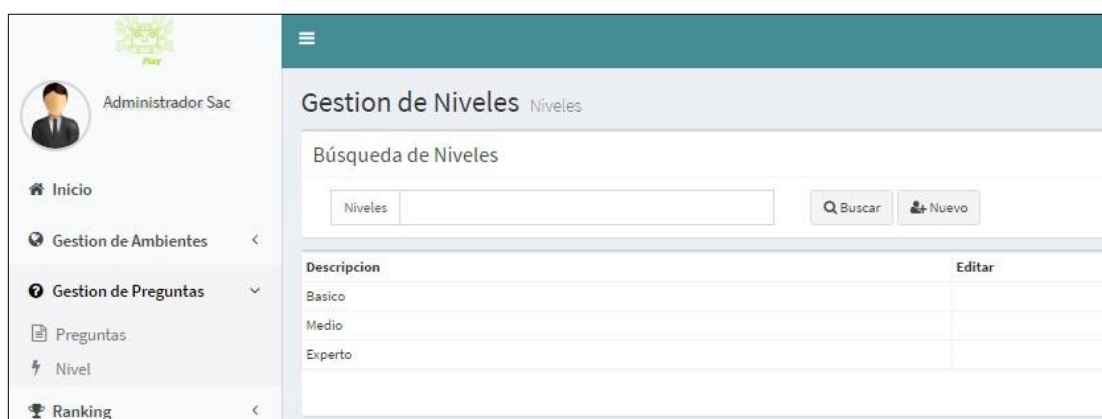 Play
Administrador Sac
Inicio
Gestion de Ambientes
Gestion de Preguntas
Preguntas
Nivel
Ranking
Gestion de Niveles Niveles
Búsqueda de Niveles
Niveles
Buscar Nuevo
Descripcion Editar
Basico
Medio
Experto